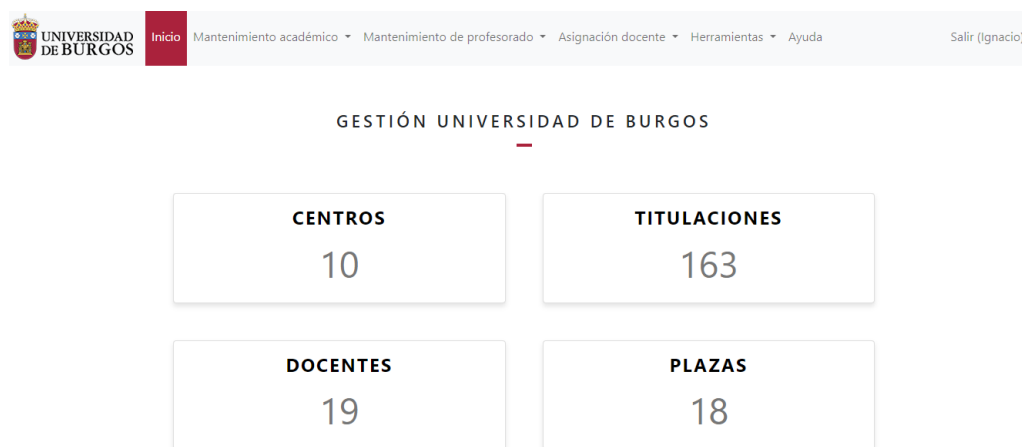 UNIVERSIDAD
DE BURGOS
Inicio Mantenimiento académico Mantenimiento de profesorado Asignación docente Herramientas Ayuda Salir (Ignacio)
GESTIÓN UNIVERSIDAD DE BURGOS
CENTROS
10
TITULACIONES
163
DOCENTES
19
PLAZAS
18